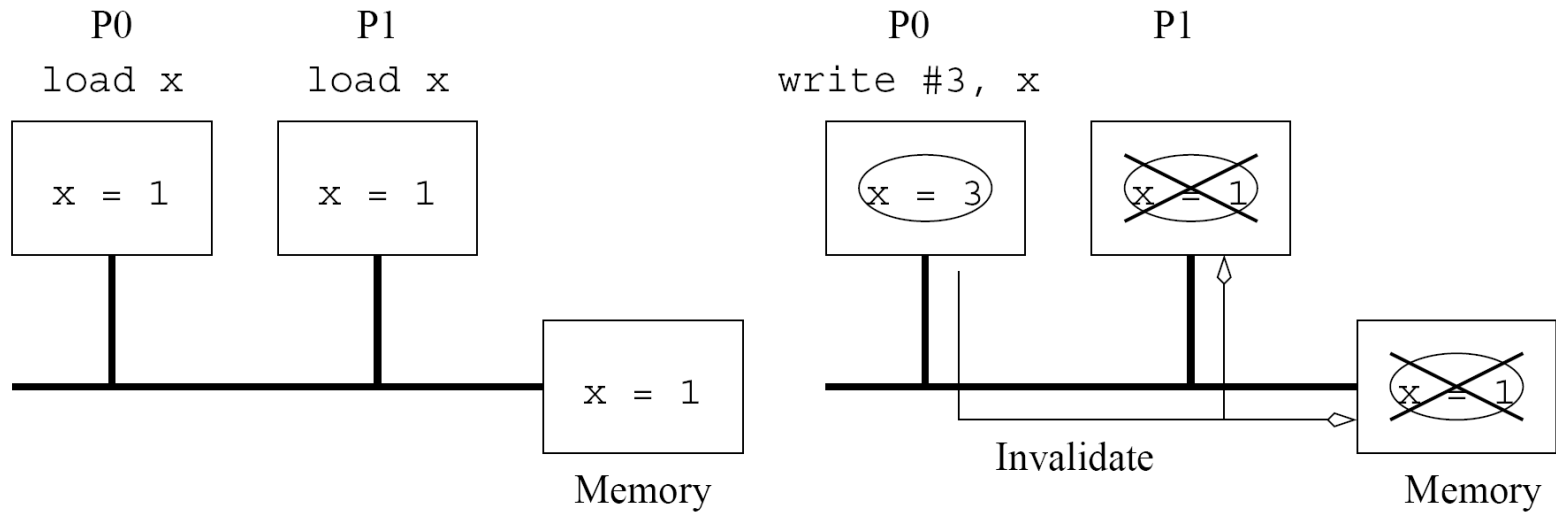 P0 P1
load x load x
x = 1 x = 1
x = 1
Memory
P0 P1
write #3, x
x = 3 x = 1
x = 1
Invalidate
Memory